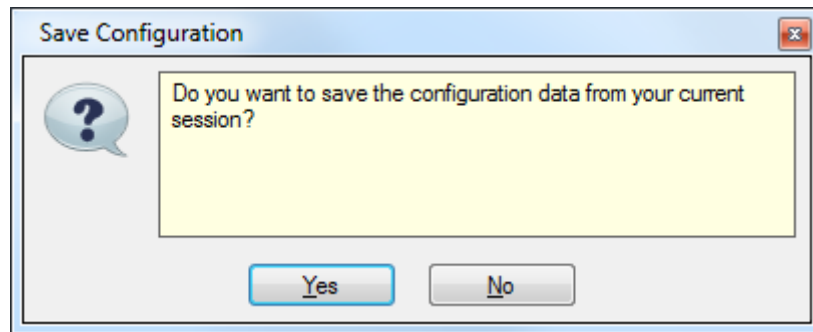 Save Configuration
?
Do you want to save the configuration data from your current
session?
Yes
No